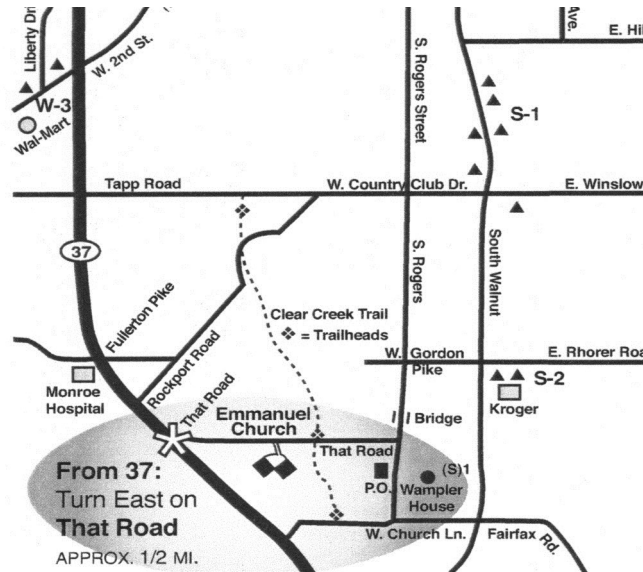 Liberty Dr.
W. 2nd St.
W-3
Wal-Mart
S. Rogers Street
Ave.
E. Hil
S-1
Tapp Road
W. Country Club Dr.
E. Winslow
37
S. Rogers
South Walnut
Fullerton Pike
Clear Creek Trail
= Trailheads
Rockport Road
W. Gordon
Pike
E. Rhorer Roa
Monroe
Hospital
That Road
S-2
Kroger
Emmanuel
Church
Bridge
That Road
(S)1
P.O.
Wampler
House
From 37:
Turn East on
That Road
APPROX. 1/2 MI.
W. Church Ln.
Fairfax Rd.